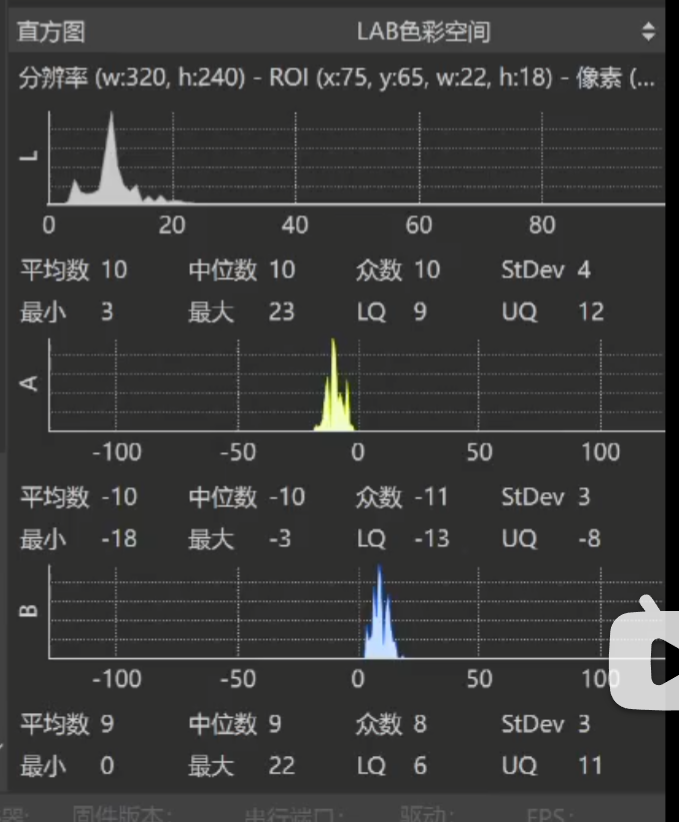 直方图 LAB色彩空间
分辨率 (w:320, h:240) - ROI (x:75, y:65, w:22, h:18) - 像素 (...
L
0 20 40 60 80
平均数 10 中位数 10 众数 10 StDev 4
最小 3 最大 23 LQ 9 UQ 12
A
-100 -50 0 50 100
平均数 -10 中位数 -10 众数 -11 StDev 3
最小 -18 最大 -3 LQ -13 UQ -8
B
-100 -50 0 50 100
平均数 9 中位数 9 众数 8 StDev 3
最小 0 最大 22 LQ 6 UQ 11
器: 固件版本: 串行端口: 驱动: FPS: